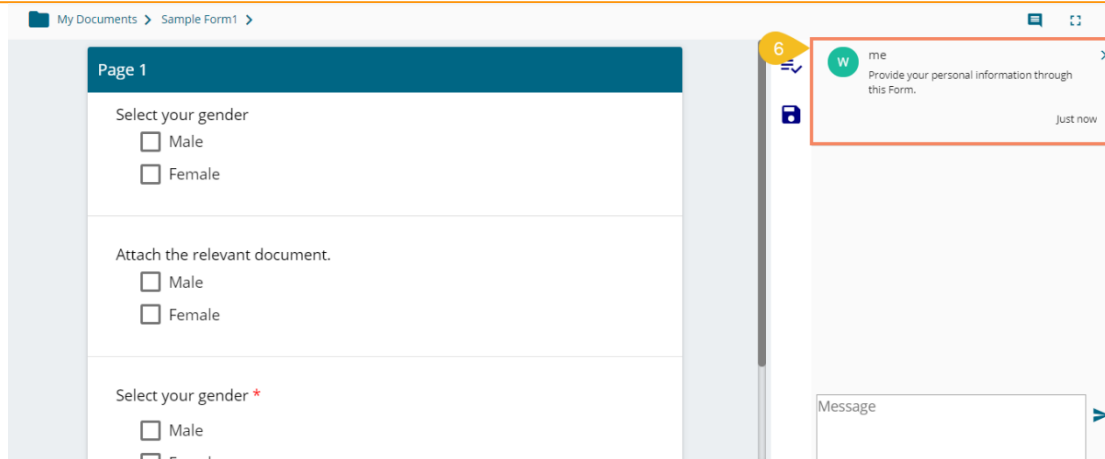 My Documents > Sample Form1 >
Page 1
Select your gender
Male
Female
Attach the relevant document.
Male
Female
Select your gender *
Male
6
W
me
Provide your personal information through
this Form.
Just now
Message